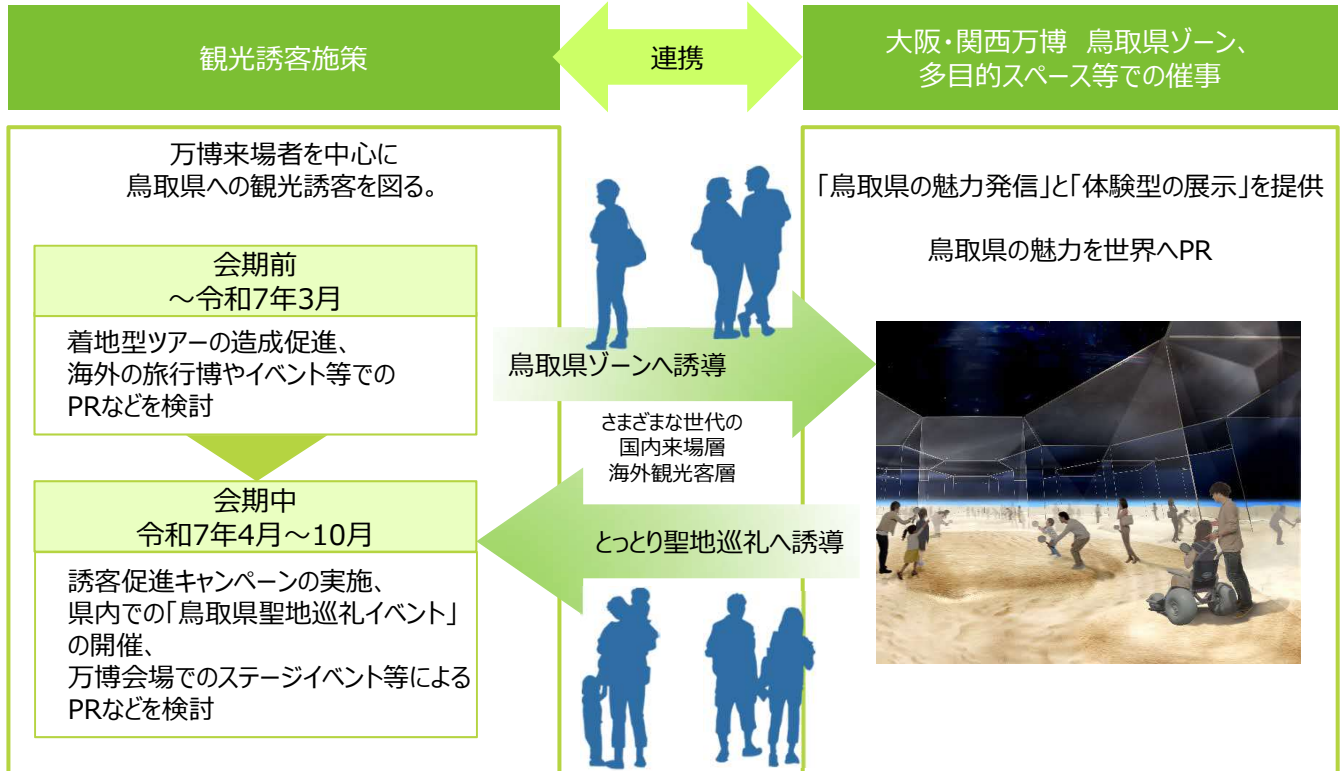 観光誘客施策
連携
大阪・関西万博　鳥取県ゾーン、
多目的スペース等での催事
万博来場者を中心に
鳥取県への観光誘客を図る。
会期前
～令和7年3月
着地型ツアーの造成促進、
海外の旅行博やイベント等での
PRなどを検討
会期中
令和7年4月～10月
誘客促進キャンペーンの実施、
県内での「鳥取県聖地巡礼イベント」
の開催、
万博会場でのステージイベント等による
PRなどを検討
鳥取県ゾーンへ誘導
さまざまな世代の
国内来場層
海外観光客層
とっとり聖地巡礼へ誘導
「鳥取県の魅力発信」と「体験型の展示」を提供
鳥取県の魅力を世界へPR